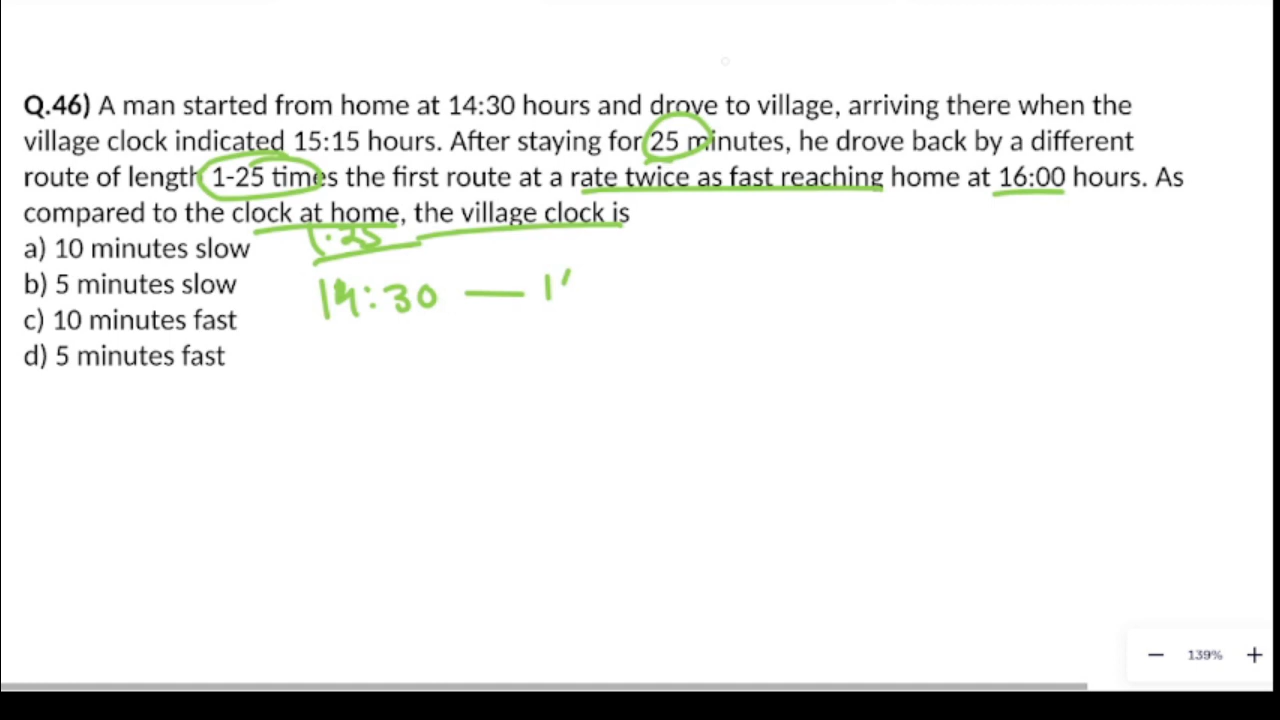 Q.46) A man started from home at 14:30 hours and drove to village, arriving there when the
village clock indicated 15:15 hours. After staying for 25 minutes, he drove back by a different
route of length 1-25 times the first route at a rate twice as fast reaching home at 16:00 hours. As
compared to the clock at home, the village clock is
a) 10 minutes slow
1.25
b) 5 minutes slow
14:30 — 1
c) 10 minutes fast
d) 5 minutes fast
139%